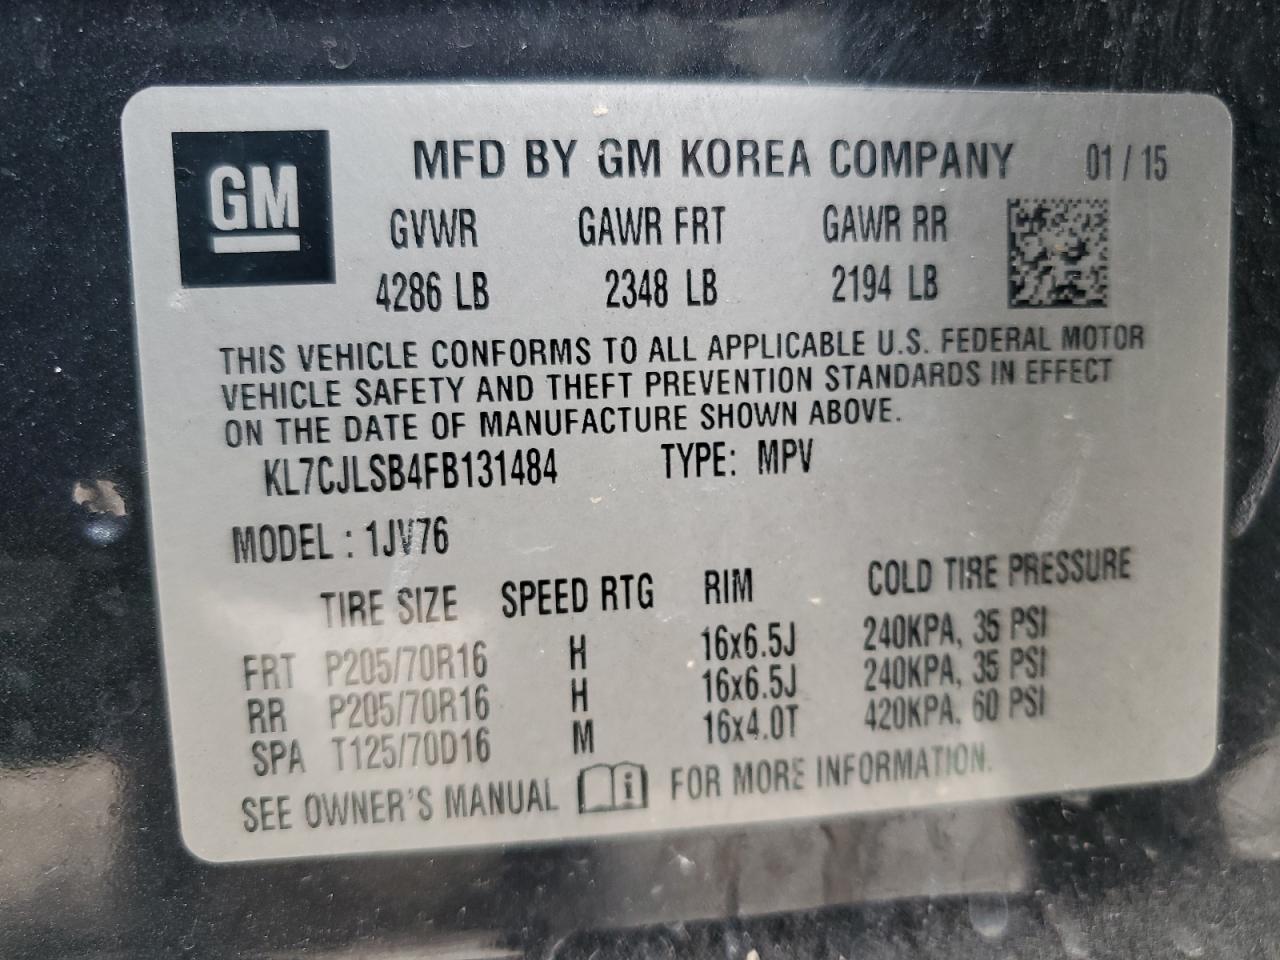 GM
MFD BY GM KOREA COMPANY 01 / 15
GVWR GAWR FRT GAWR RR
4286 LB 2348 LB 2194 LB
THIS VEHICLE CONFORMS TO ALL APPLICABLE U.S. FEDERAL MOTOR
VEHICLE SAFETY AND THEFT PREVENTION STANDARDS IN EFFECT
ON THE DATE OF MANUFACTURE SHOWN ABOVE.
KL7CJLSB4FB131484 TYPE: MPV
MODEL : 1JV76
TIRE SIZE SPEED RTG RIM COLD TIRE PRESSURE
FRT P205/70R16 H 16x6.5J 240KPA, 35 PSI
RR P205/70R16 H 16x6.5J 240KPA, 35 PSI
SPA T125/70D16 M 16x4.0T 420KPA, 60 PSI
SEE OWNER'S MANUAL i FOR MORE INFORMATION.